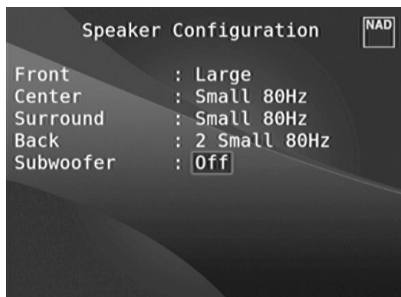 Speaker Configuration
NAD
Front : Large
Center : Small 80Hz
Surround : Small 80Hz
Back : 2 Small 80Hz
Subwoofer : Off